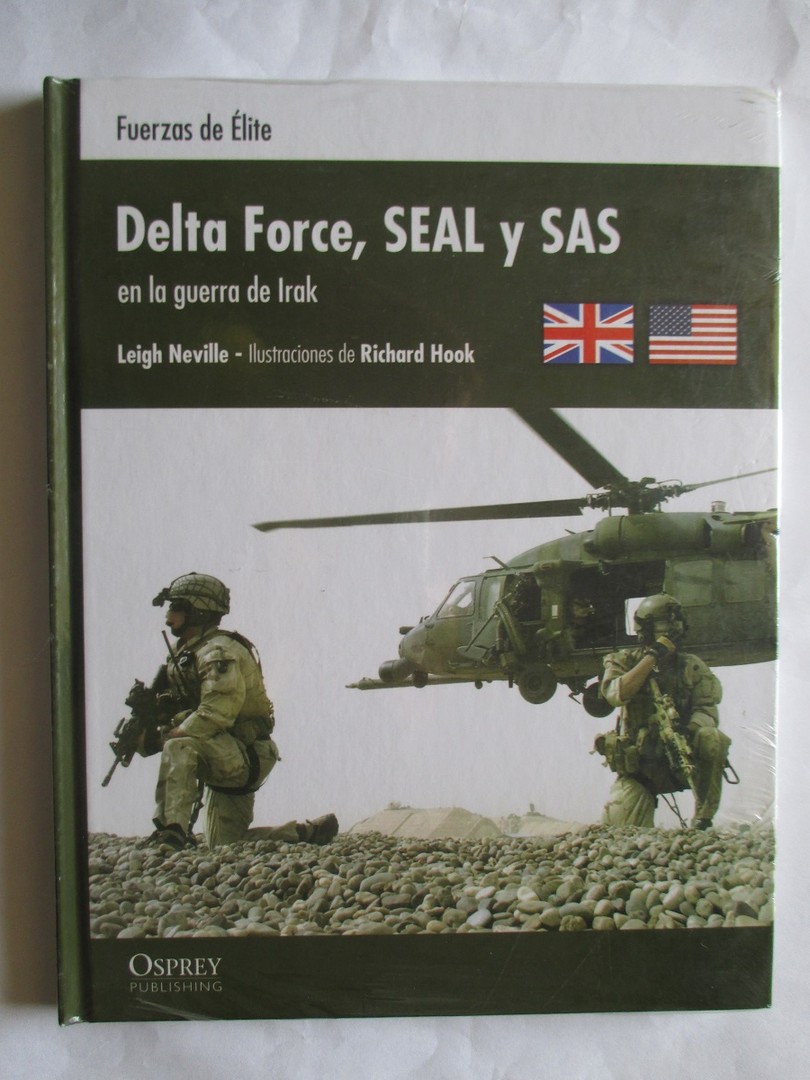 Fuerzas de Élite
Delta Force, SEAL y SAS
en la guerra de Irak
Leigh Neville - Ilustraciones de Richard Hook
OSPREY
PUBLISHING